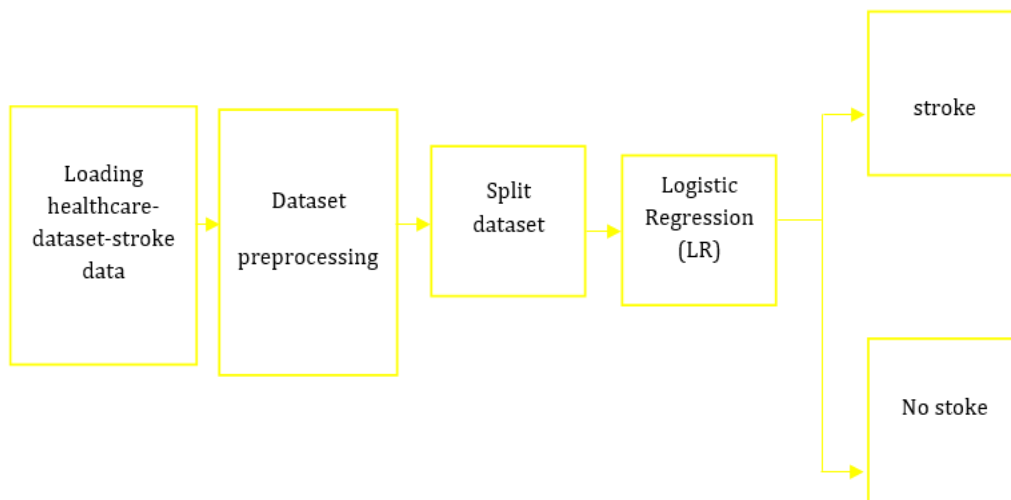 Loading
healthcare-
dataset-stroke
data
Dataset
preprocessing
Split
dataset
Logistic
Regression
(LR)
stroke
No stoke